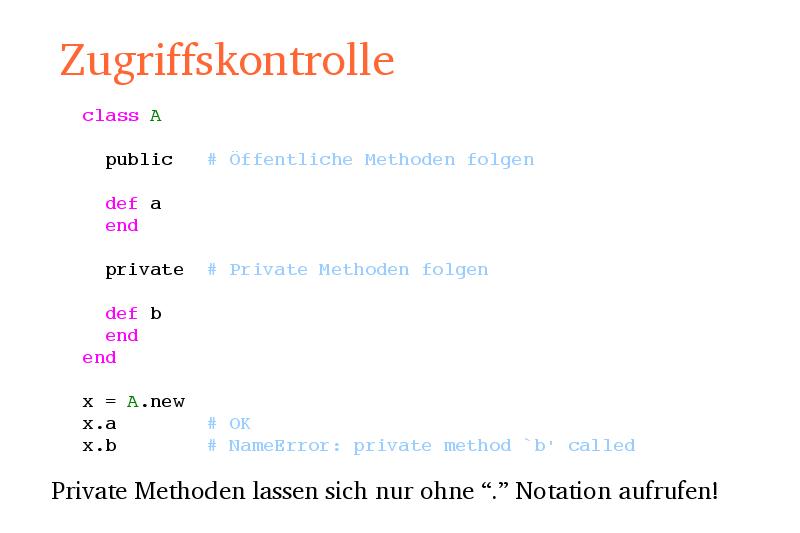 Zugriffskontrolle
class A
public # Öffentliche Methoden folgen
def a
end
private # Private Methoden folgen
def b
end
end
x = A.new
x.a # OK
x.b # NameError: private method `b' called
Private Methoden lassen sich nur ohne “.” Notation aufrufen!